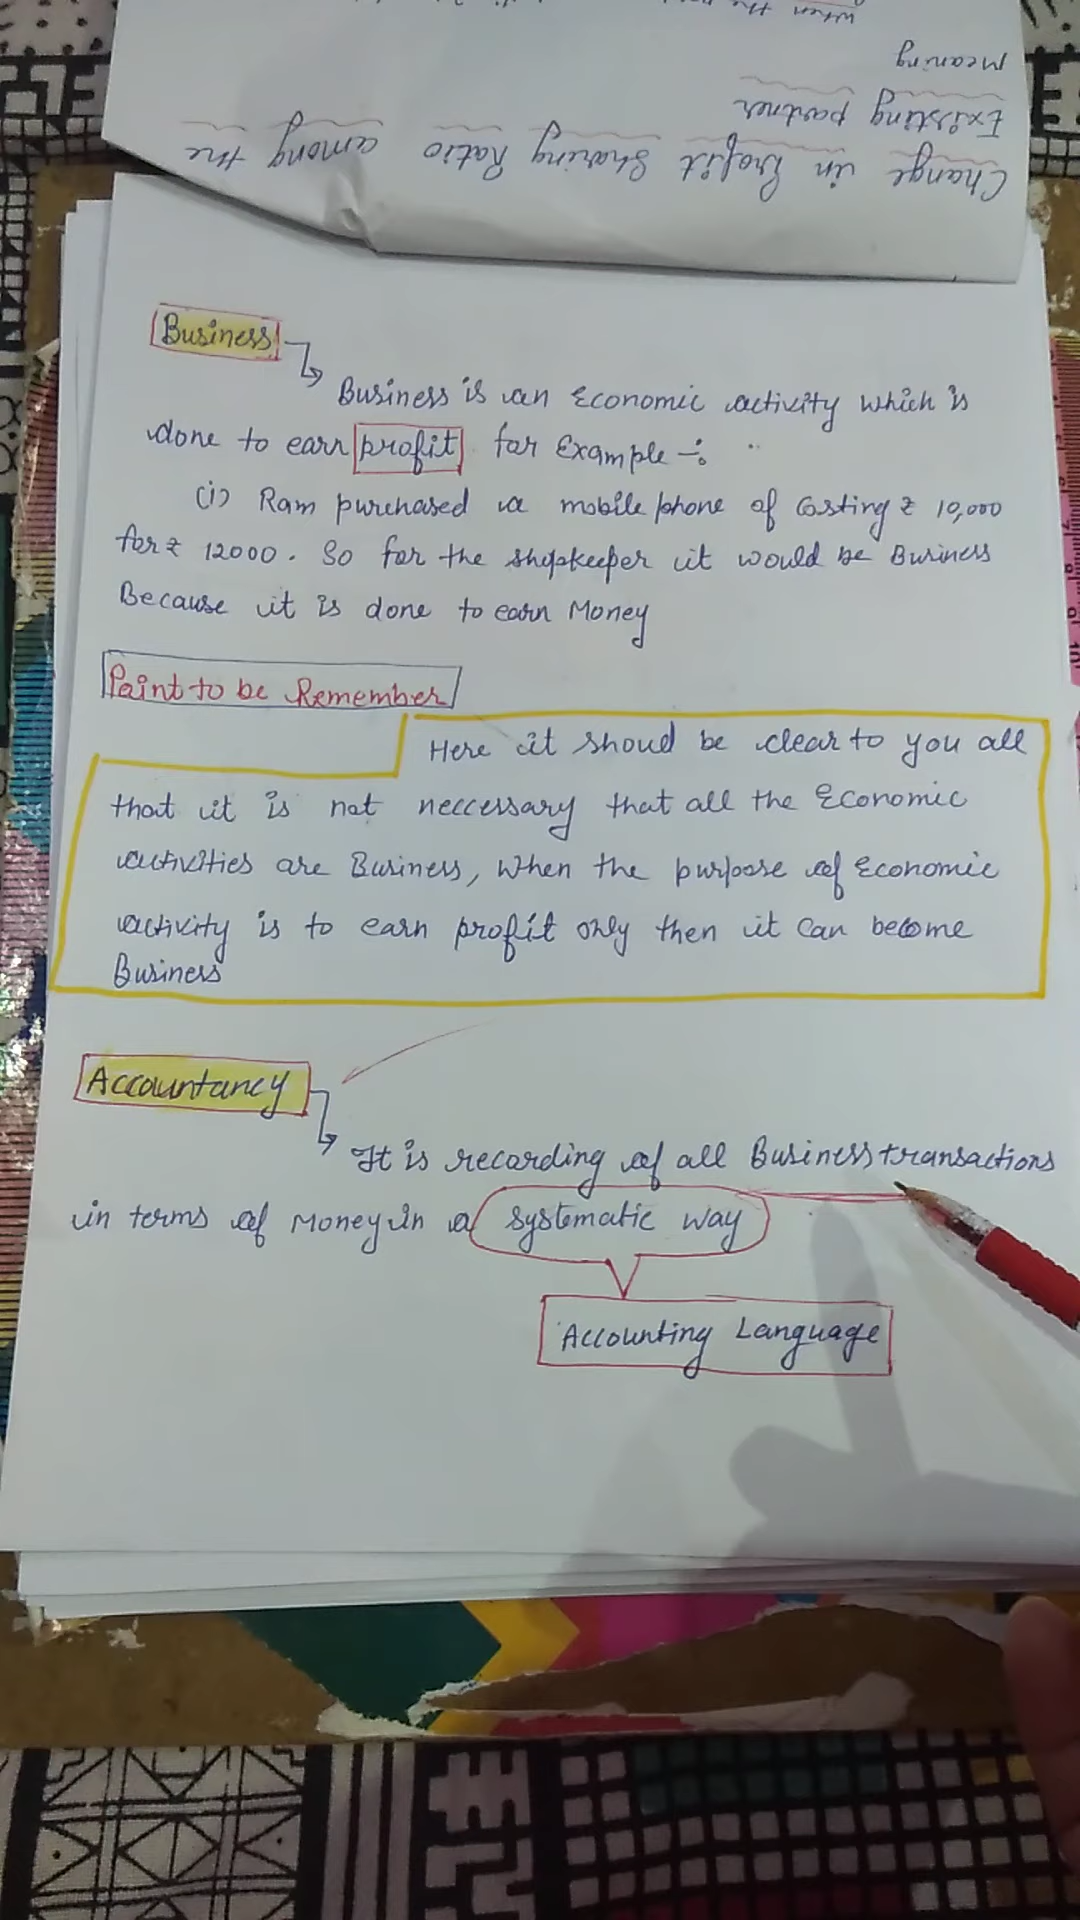 Change in Profit Sharing Ratio among the
Existing partner
Meaning
when the
Business
Business is an Economic activity which is
done to earn profit for Example -:
(i) Ram purchased a mobile phone of Costing ₹ 10,000
for ₹ 12000. So for the shopkeeper it would be Business
Because it is done to earn Money
Point to be Remember
Here it shoud be clear to you all
that it is not neccessary that all the Economic
activities are Business, When the purpose of Economic
activity is to earn profit only then it can become
Business
Accountancy
It is recording of all Business transactions
in terms of Money in a systematic way
Accounting Language